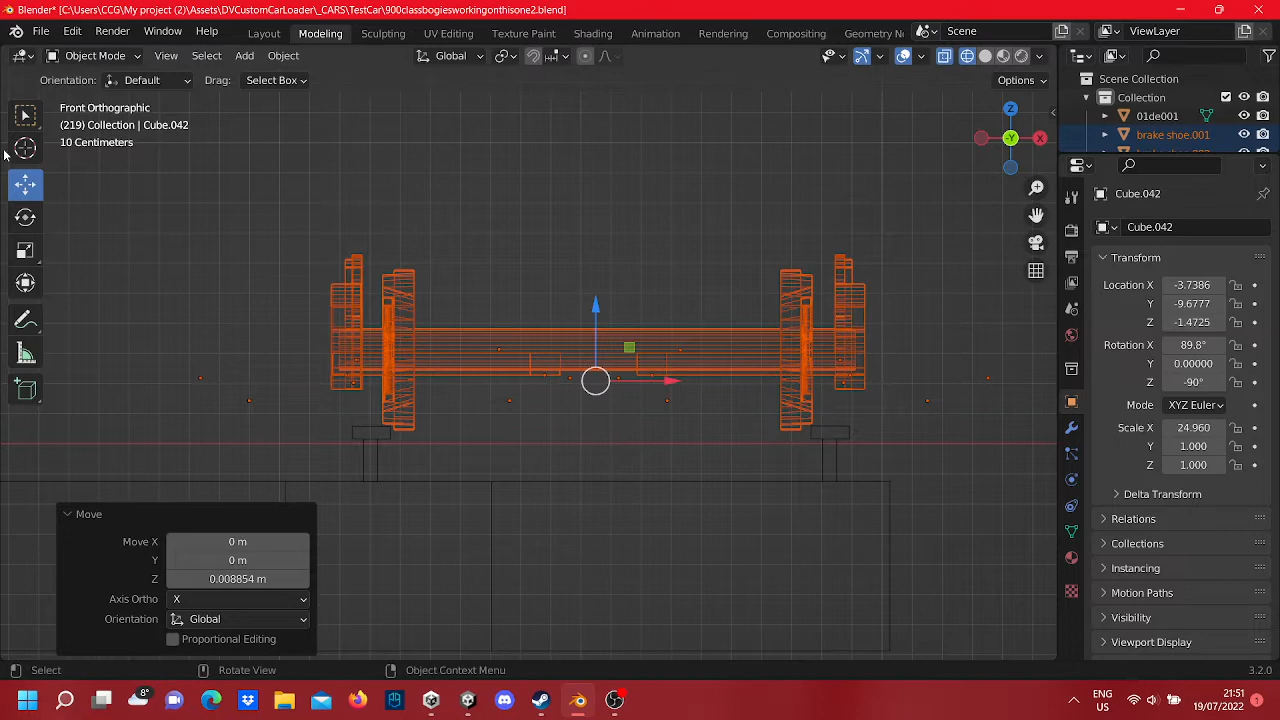 Blender* [C:\Users\CCG\My project (2)\Assets\DVCustomCarLoader\_CARS\TestCar\900classbogiesworkingonthisone2.blend]
File Edit Render Window Help Layout Modeling Sculpting UV Editing Texture Paint Shading Animation Rendering Compositing Geometry N Scene ViewLayer
Object Mode View Select Add Object Global
Orientation: Default Drag: Select Box Options
Scene Collection
Collection
01de001
brake shoe.001
Front Orthographic
(219) Collection | Cube.042
10 Centimeters
Z
-Y
X
Cube.042
Cube.042
Transform
Location X -3.7386
Y -9.6777
Z -1.4725
Rotation X 89.8°
Y 0.00000
Z -90°
Mode XYZ Euler
Scale X 24.960
Y 1.000
Z 1.000
Delta Transform
Relations
Collections
Instancing
Motion Paths
Visibility
Viewport Display
Move
Move X 0 m
Y 0 m
Z 0.008854 m
Axis Ortho X
Orientation Global
Proportional Editing
Select Rotate View Object Context Menu 3.2.0
8°
ENG
US
21:51
19/07/2022
1